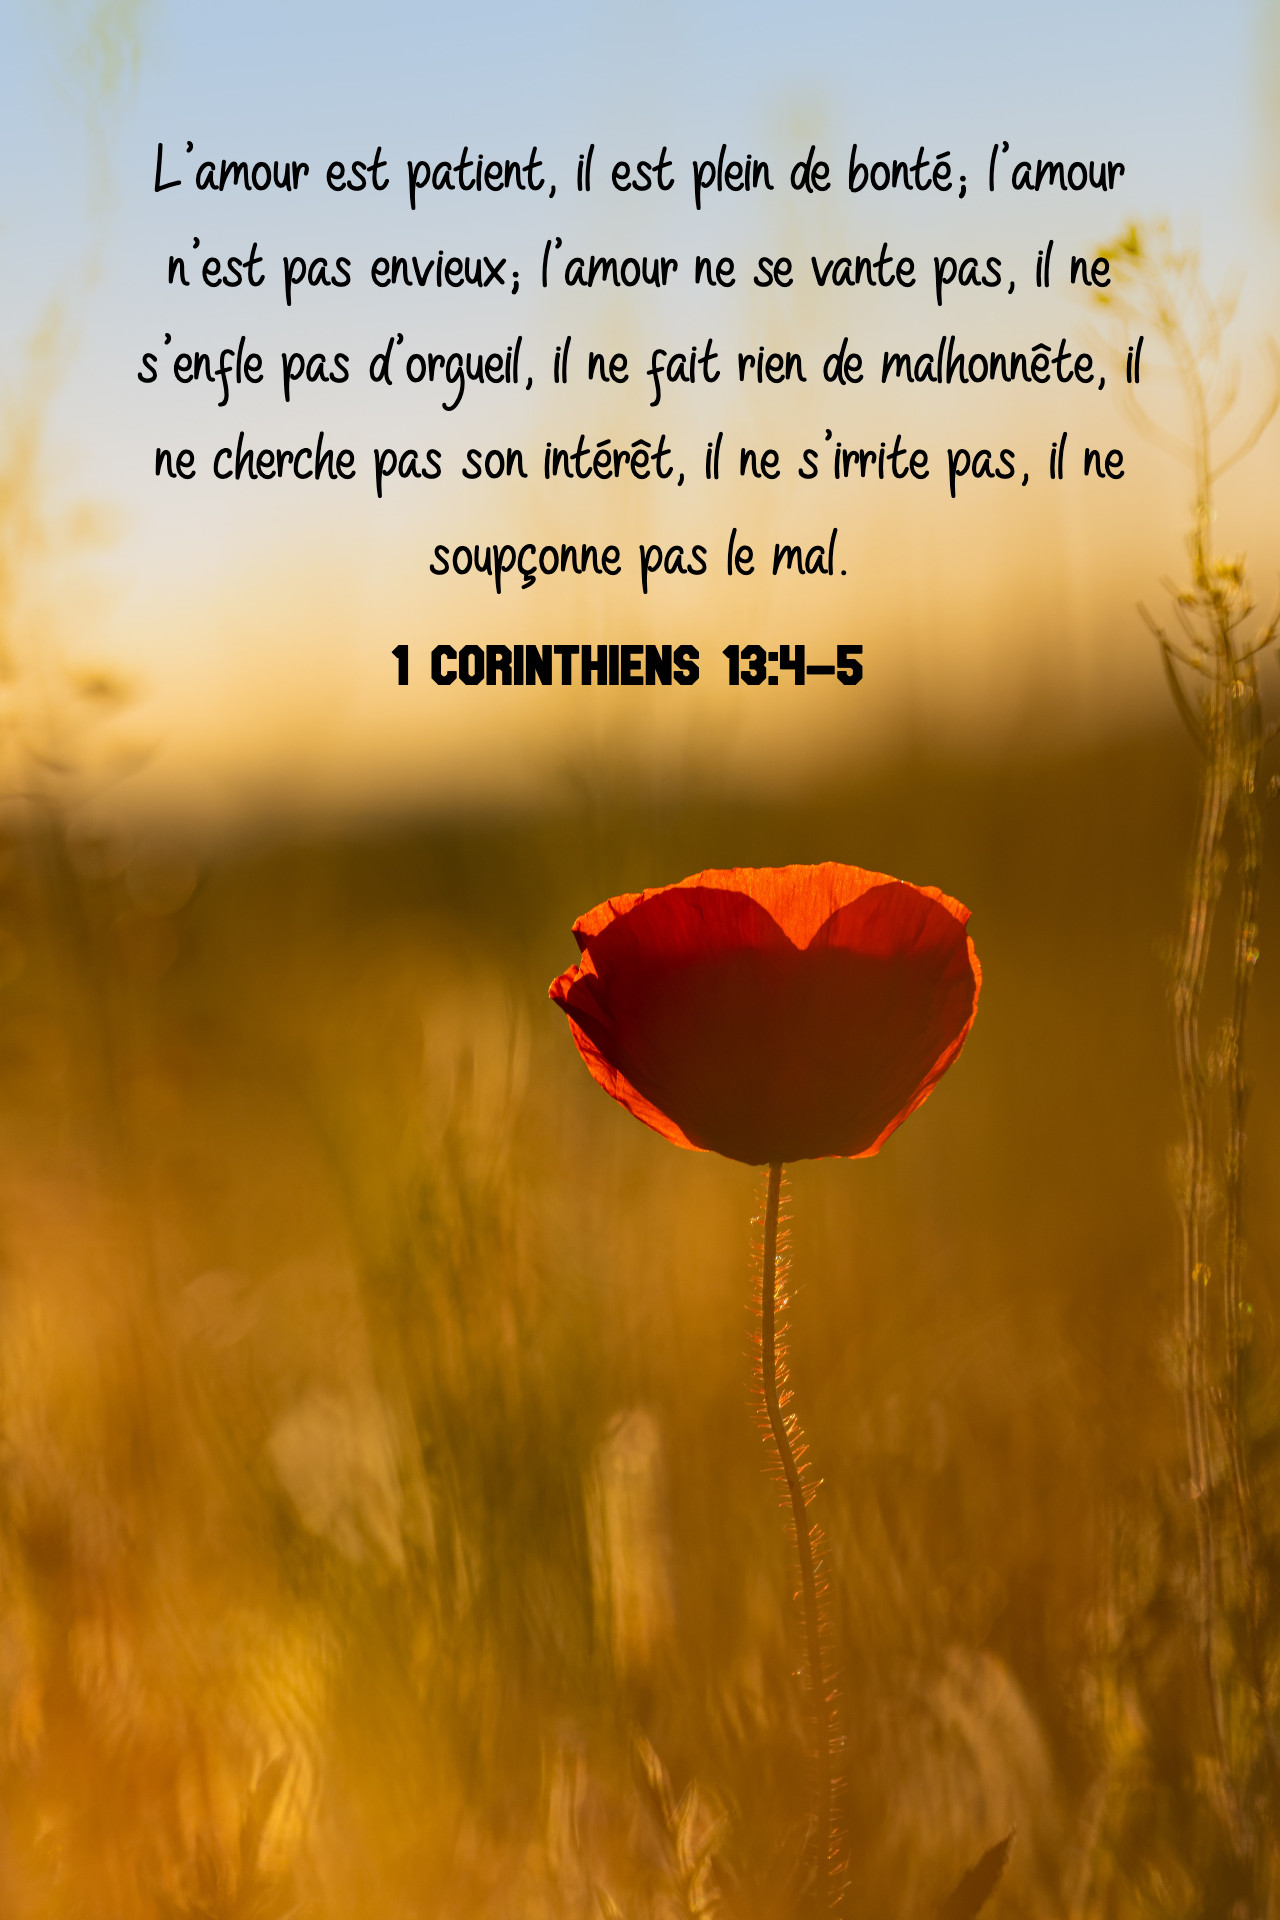 L'amour est patient, il est plein de bonté; l'amour
n'est pas envieux; l'amour ne se vante pas, il ne
s'enfle pas d'orgueil, il ne fait rien de malhonnête, il
ne cherche pas son intérêt, il ne s'irrite pas, il ne
soupçonne pas le mal.
1 CORINTHIENS 13:4–5